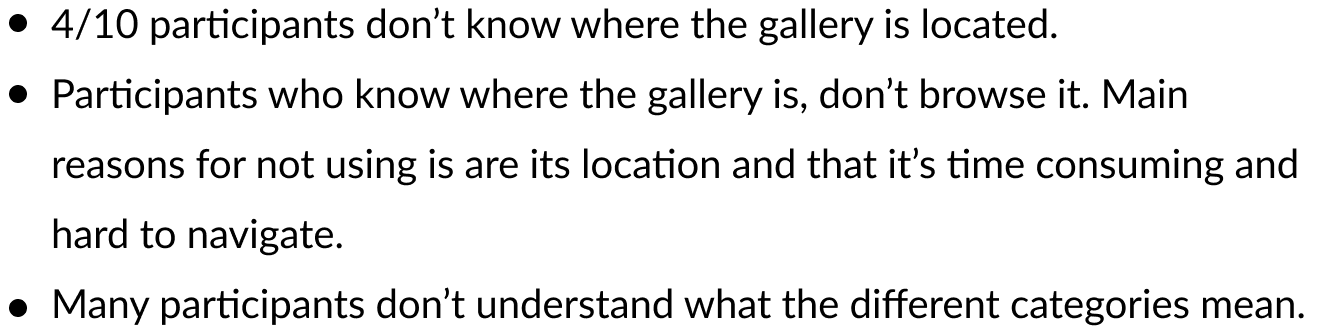 ● 4/10 participants don’t know where the gallery is located.
● Participants who know where the gallery is, don’t browse it. Main
reasons for not using is are its location and that it’s time consuming and
hard to navigate.
● Many participants don’t understand what the different categories mean.